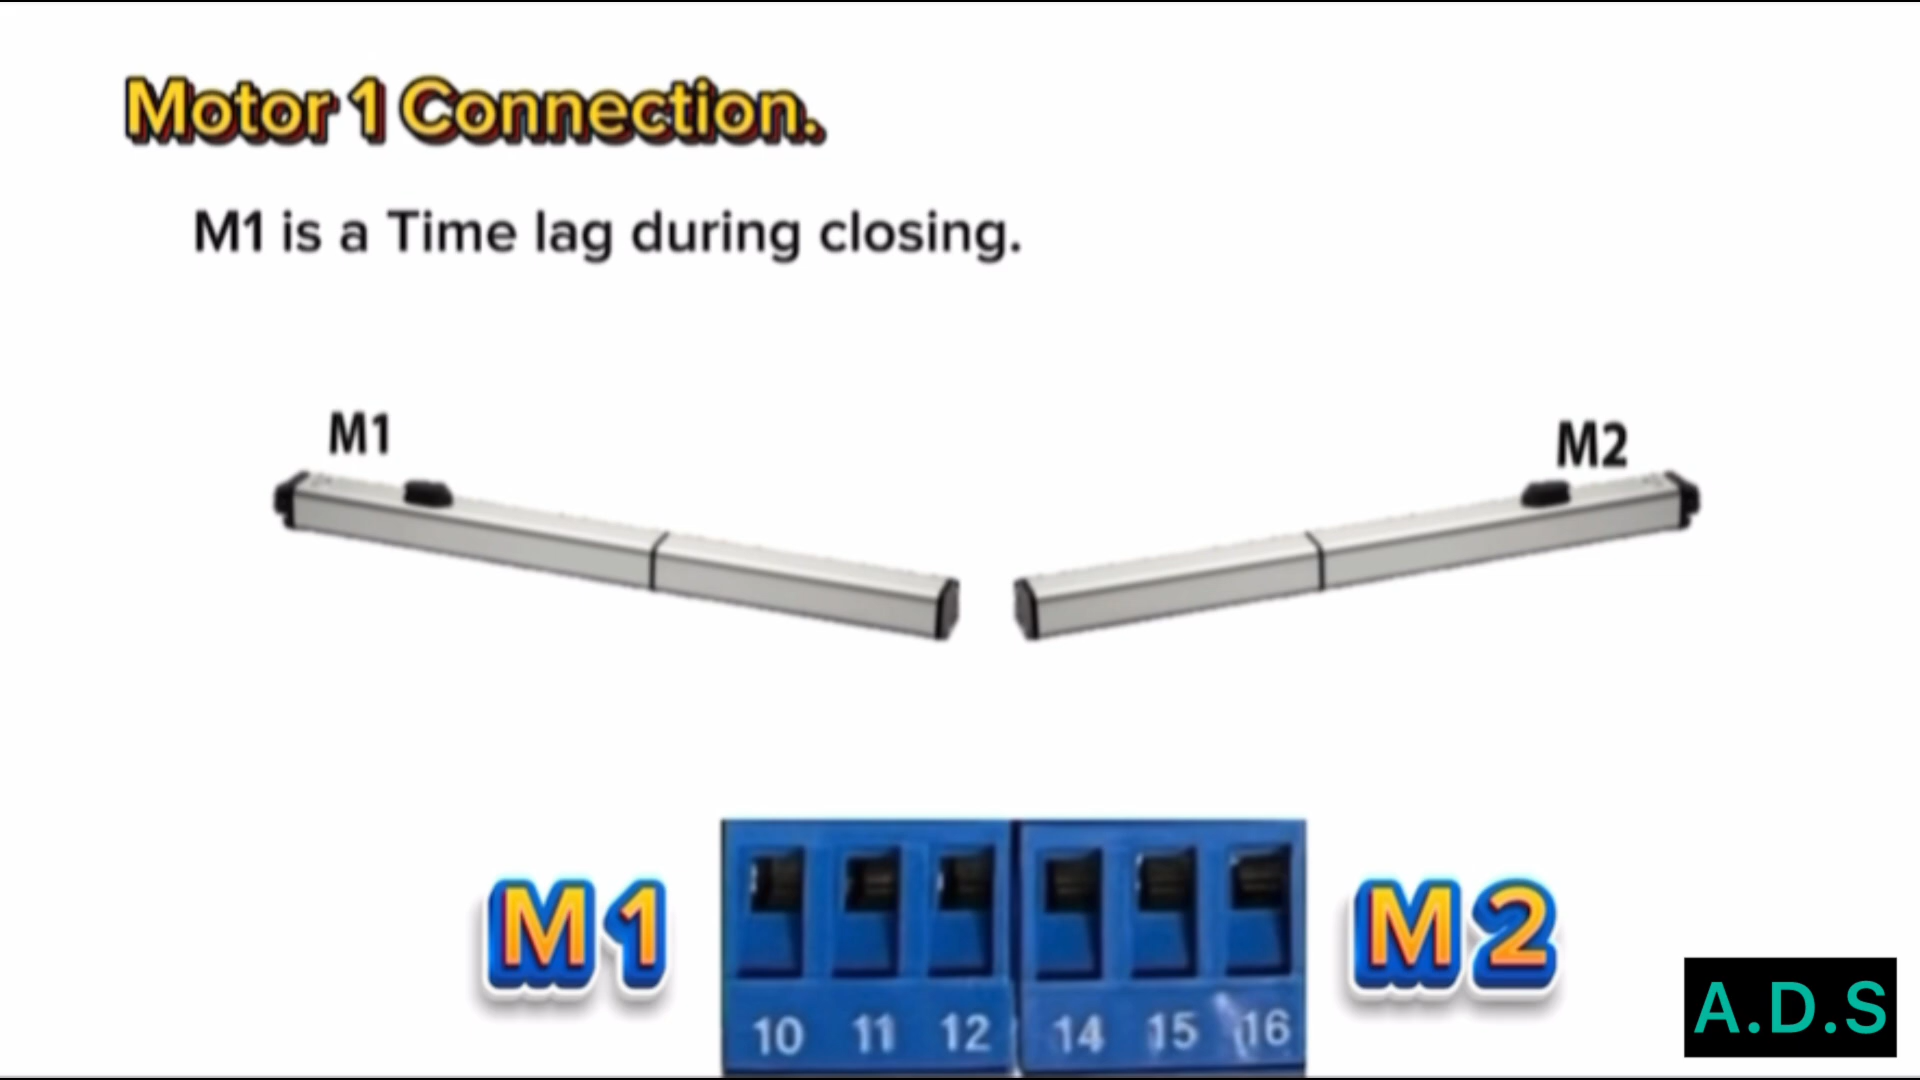 Motor 1 Connection.
M1 is a Time lag during closing.
M1
M2
M1
M2
10 11 12 14 15 16
A.D.S